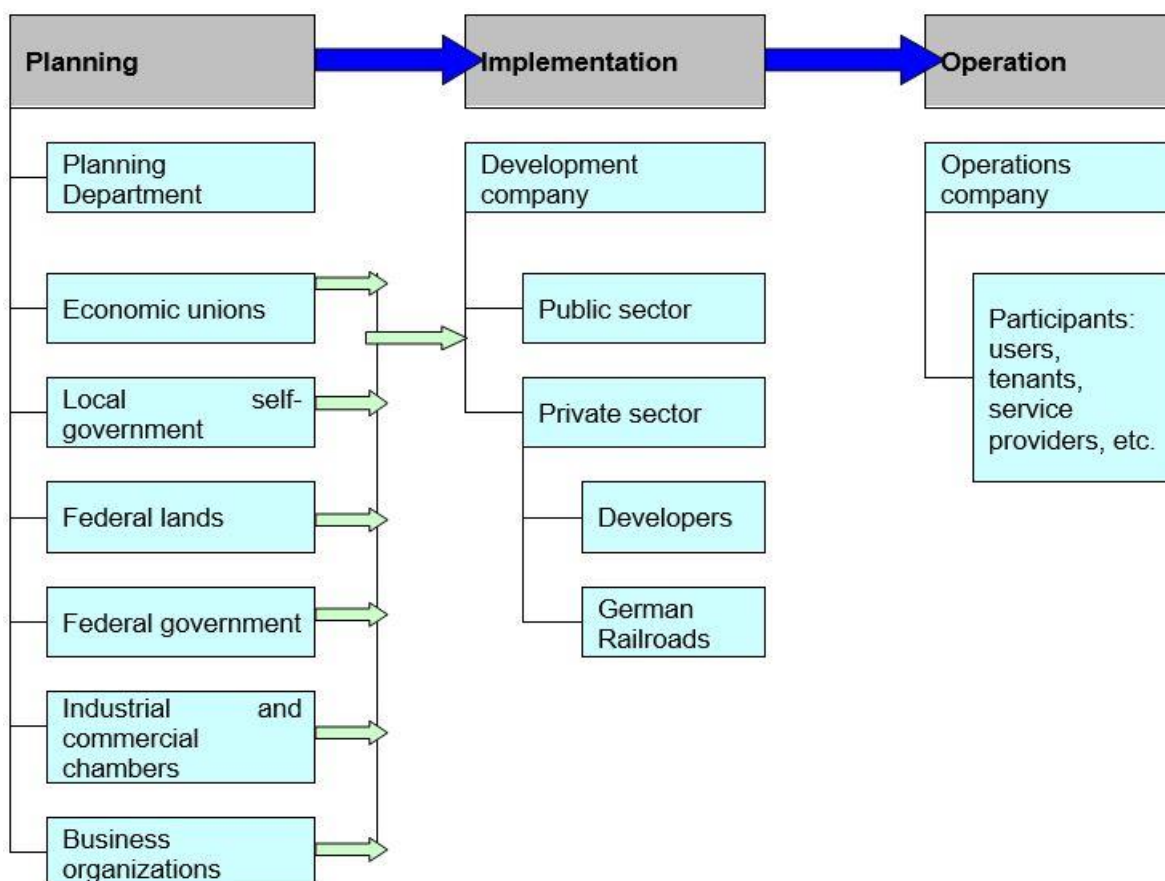 Planning
Implementation
Operation
Planning
Department
Development
company
Operations
company
Economic unions
Public sector
Participants:
users,
tenants,
service
providers, etc.
Local self-
government
Private sector
Federal lands
Developers
Federal government
German
Railroads
Industrial and
commercial
chambers
Business
organizations